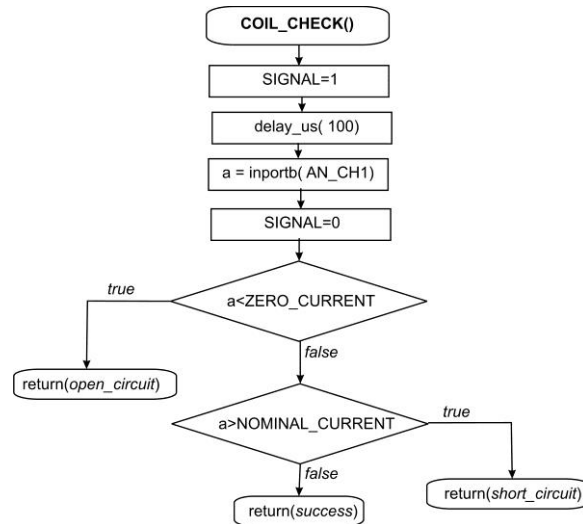 COIL_CHECK()
SIGNAL=1
delay_us( 100)
a = inportb( AN_CH1)
SIGNAL=0
true
a<ZERO_CURRENT
false
return(open_circuit)
a>NOMINAL_CURRENT
true
false
return(success)
return(short_circuit)